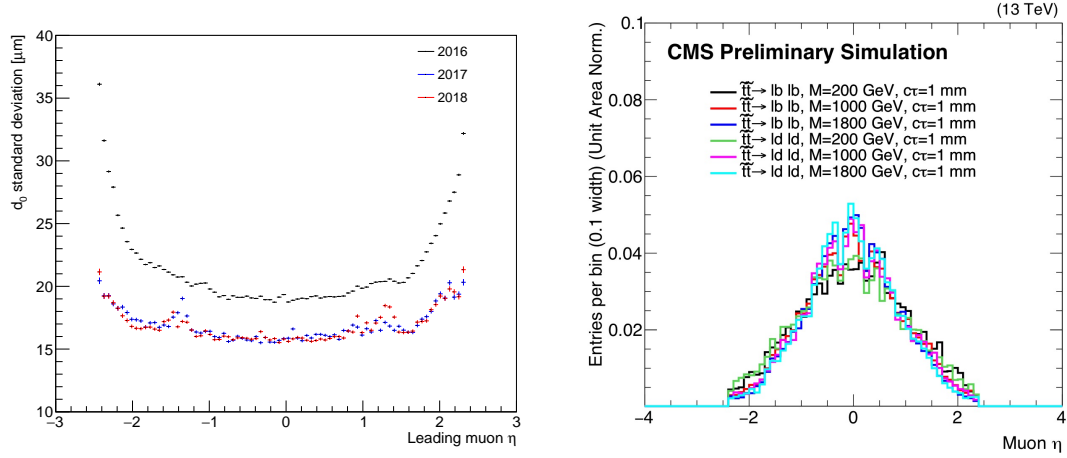 d₀ standard deviation [μm]
40
35
30
25
20
15
10
2016
2017
2018
−3
−2
−1
0
1
2
3
Leading muon η
(13 TeV)
Entries per bin (0.1 width) (Unit Area Norm.)
0.1
0.08
0.06
0.04
0.02
CMS Preliminary Simulation
t̃t̃→ lb lb, M=200 GeV, cτ=1 mm
t̃t̃→ lb lb, M=1000 GeV, cτ=1 mm
t̃t̃→ lb lb, M=1800 GeV, cτ=1 mm
t̃t̃→ ld ld, M=200 GeV, cτ=1 mm
t̃t̃→ ld ld, M=1000 GeV, cτ=1 mm
t̃t̃→ ld ld, M=1800 GeV, cτ=1 mm
−4
−2
0
2
4
Muon η